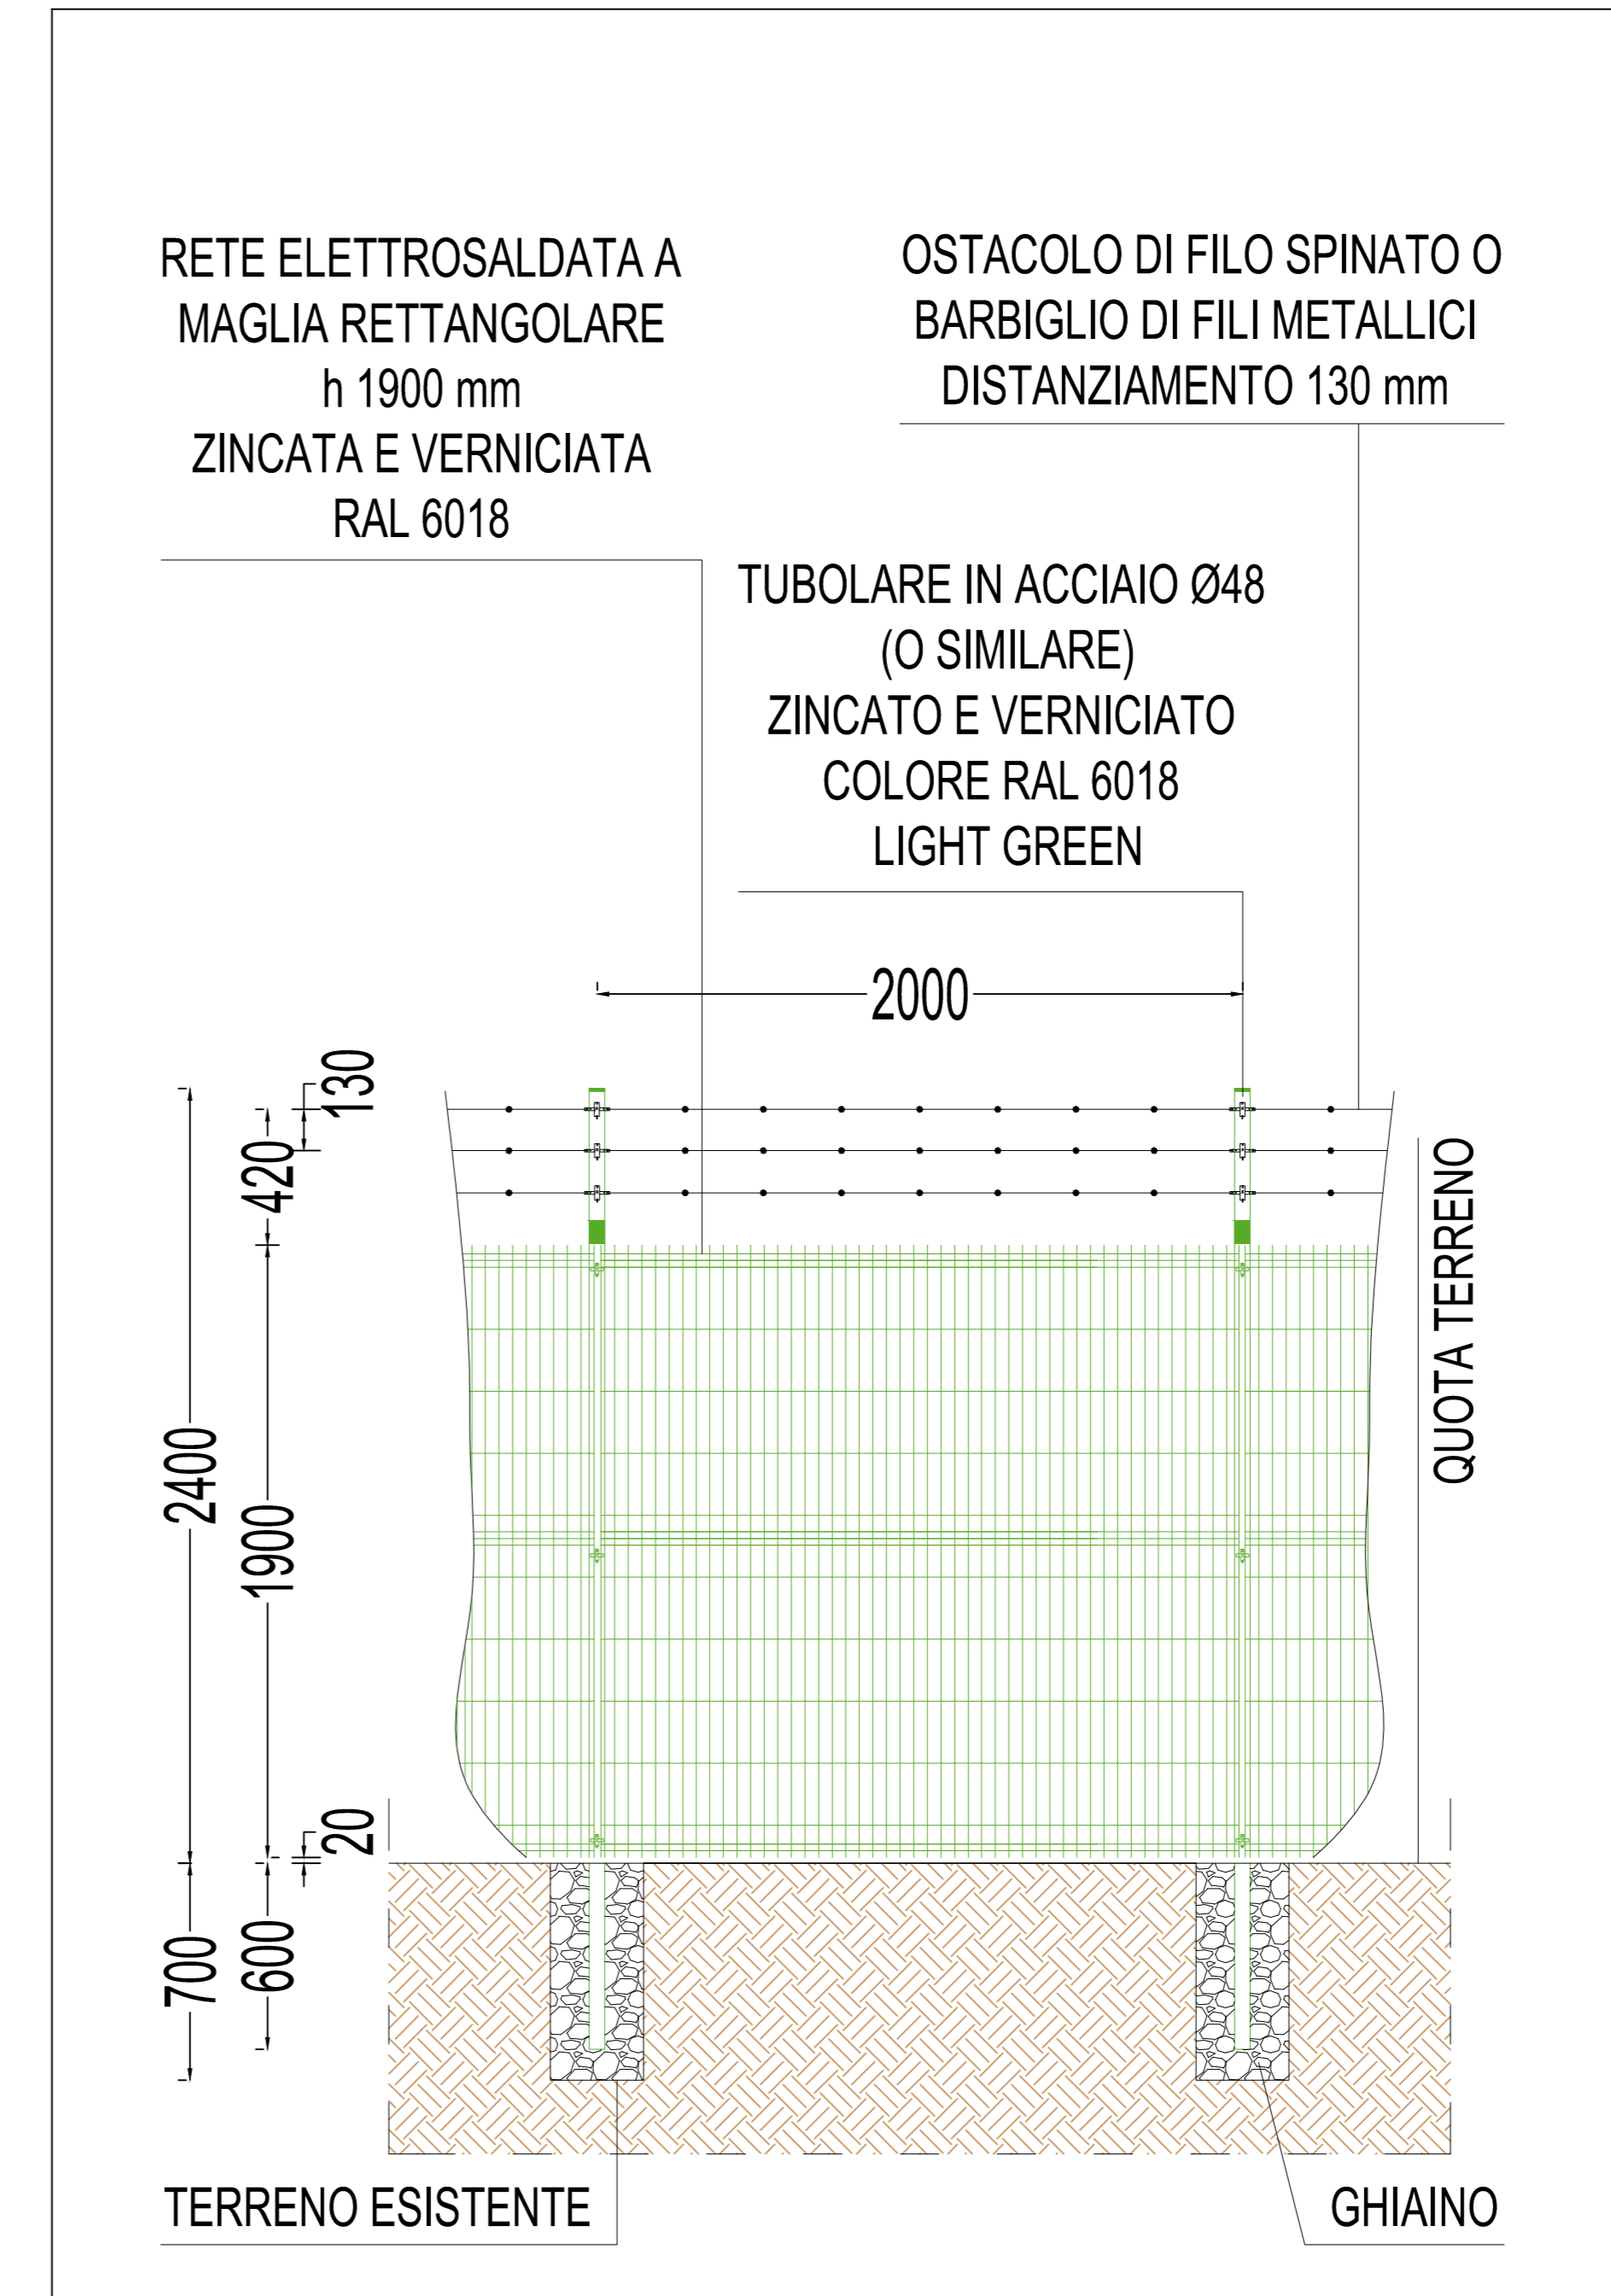 RETE ELETTROSALDATA A
MAGLIA RETTANGOLARE
h 1900 mm
ZINCATA E VERNICIATA
RAL 6018
OSTACOLO DI FILO SPINATO O
BARBIGLIO DI FILI METALLICI
DISTANZIAMENTO 130 mm
TUBOLARE IN ACCIAIO Ø48
(O SIMILARE)
ZINCATO E VERNICIATO
COLORE RAL 6018
LIGHT GREEN
2000
130
420
2400
1900
20
700
600
QUOTA TERRENO
TERRENO ESISTENTE
GHIAINO